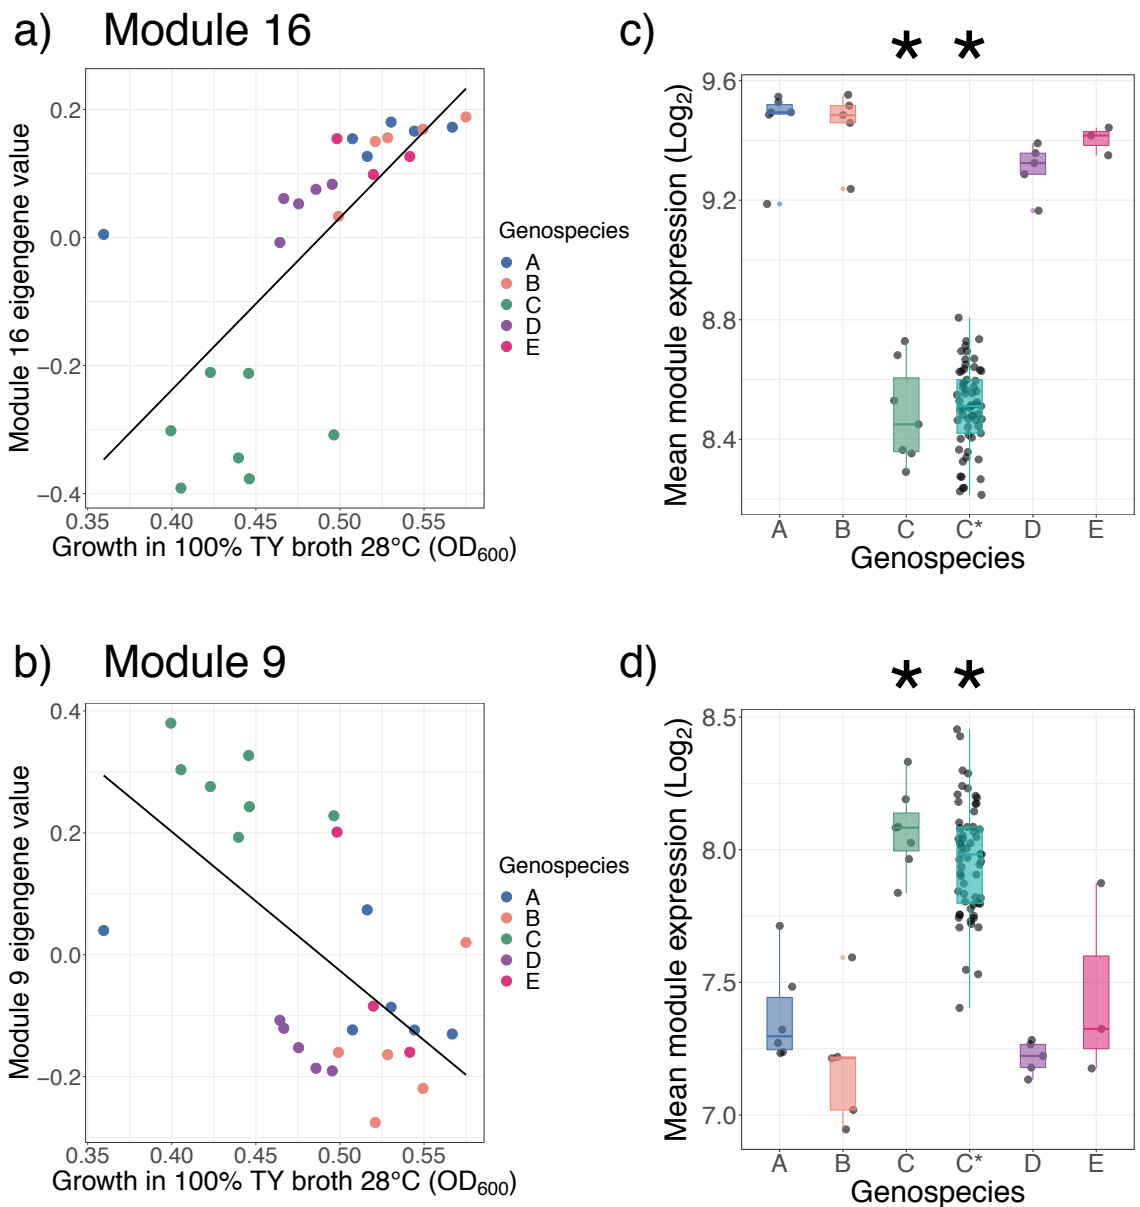 a) Module 16
Module 16 eigengene value
0.2
0.0
−0.2
−0.4
0.35 0.40 0.45 0.50 0.55
Growth in 100% TY broth 28°C (OD600)
Genospecies
A
B
C
D
E
c)
* *
Mean module expression (Log2)
9.6
9.2
8.8
8.4
A B C C* D E
Genospecies
b) Module 9
Module 9 eigengene value
0.4
0.2
0.0
−0.2
0.35 0.40 0.45 0.50 0.55
Growth in 100% TY broth 28°C (OD600)
Genospecies
A
B
C
D
E
d)
* *
Mean module expression (Log2)
8.5
8.0
7.5
7.0
A B C C* D E
Genospecies